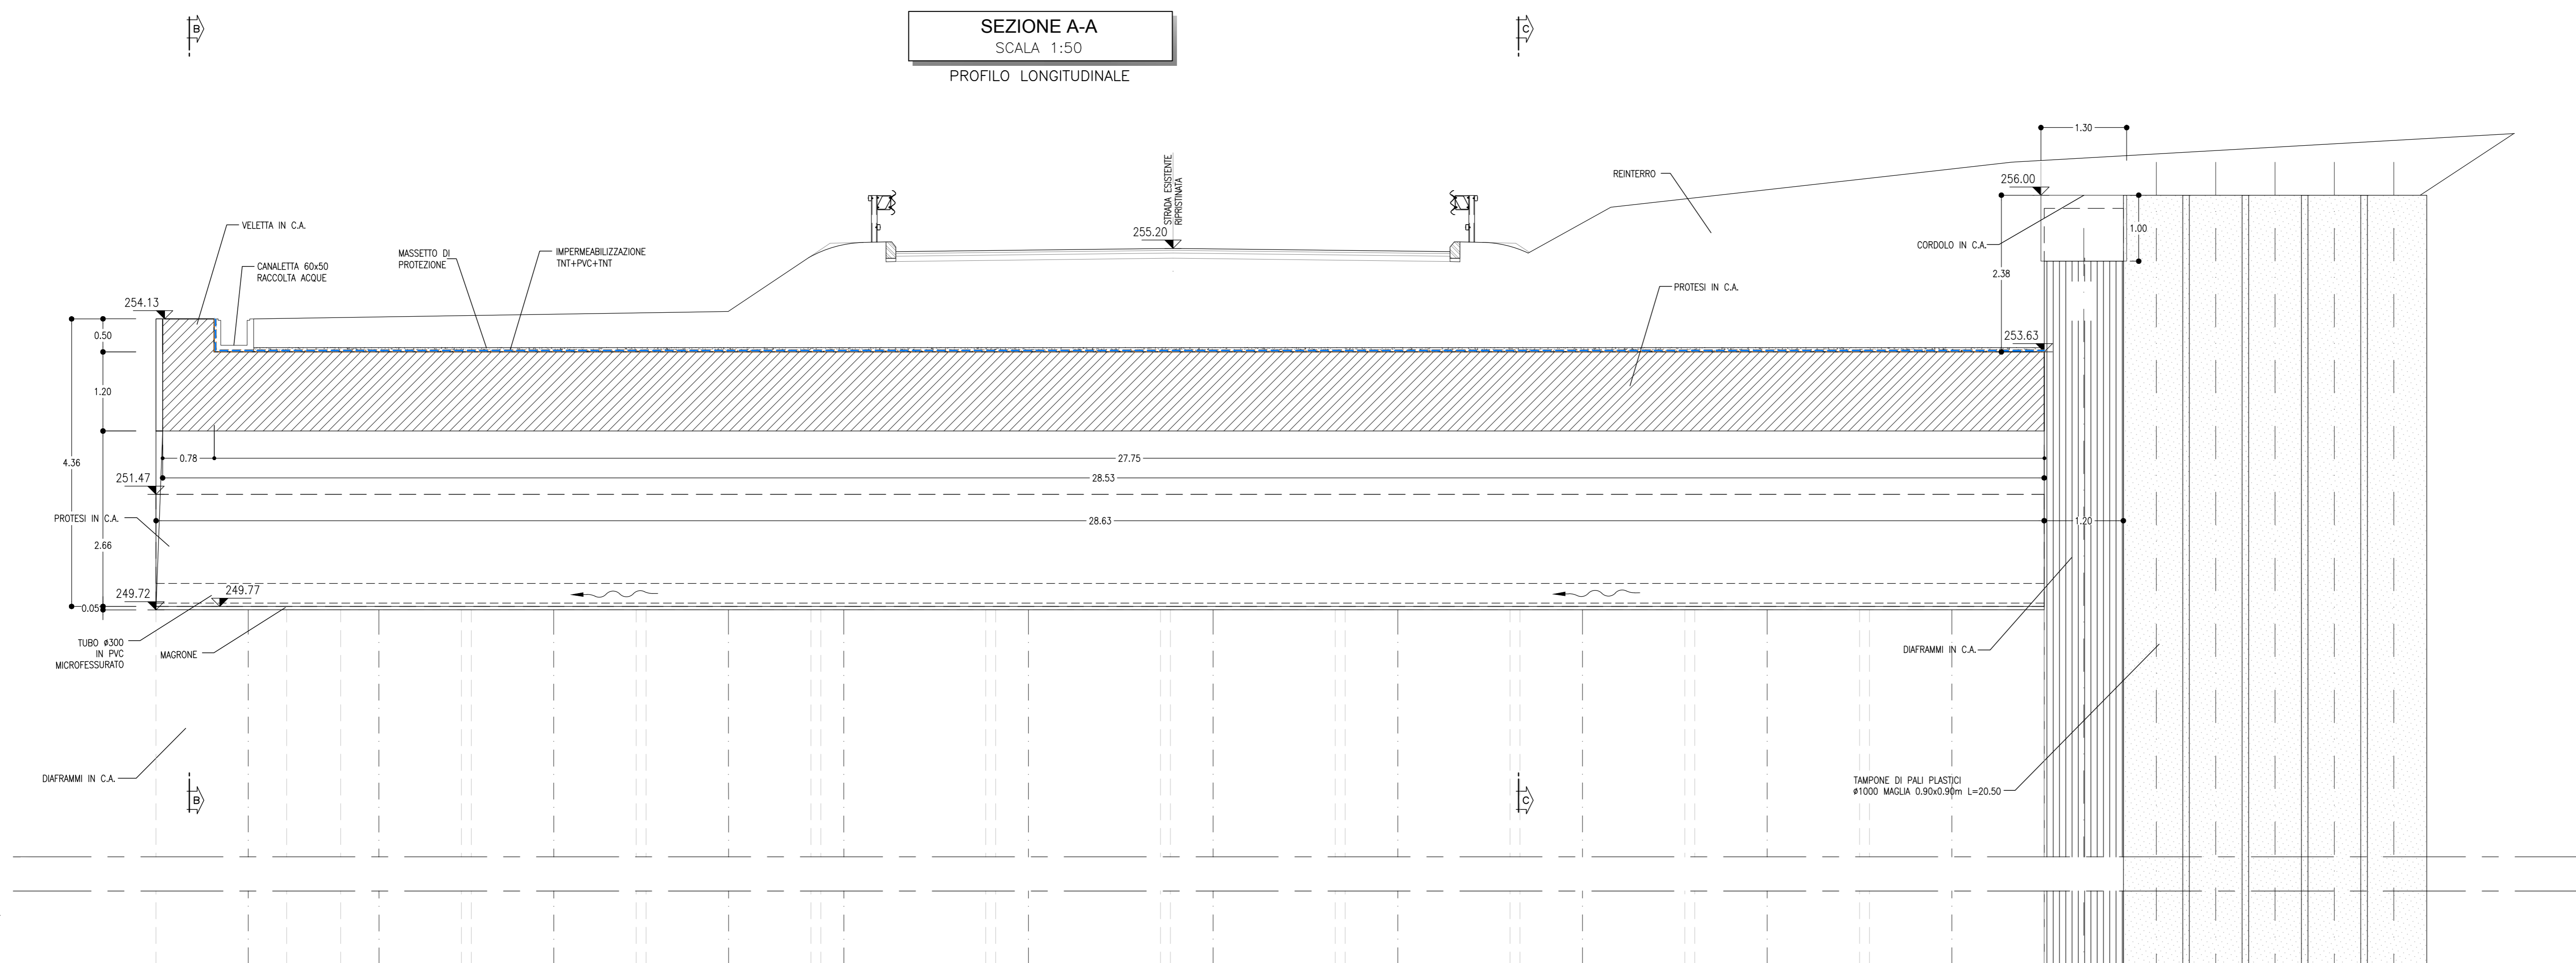 B
SEZIONE A-A
SCALA 1:50
PROFILO LONGITUDINALE
C
1.30
STRADA ESISTENTE
RIPRISTINATA
REINTERRO
256.00
VELETTA IN C.A.
1.00
255.20
CORDOLO IN C.A.
MASSETTO DI
PROTEZIONE
IMPERMEABILIZZAZIONE
TNT+PVC+TNT
CANALETTA 60x50
RACCOLTA ACQUE
2.38
PROTESI IN C.A.
254.13
0.50
253.63
1.20
0.78
27.75
4.36
251.47
28.53
PROTESI IN C.A.
28.63
1.20
2.66
249.72
249.77
0.05
TUBO ø300
IN PVC
MICROFESSURATO
MAGRONE
DIAFRAMMI IN C.A.
DIAFRAMMI IN C.A.
TAMPONE DI PALI PLASTICI
ø1000 MAGLIA 0.90x0.90m L=20.50
B
C